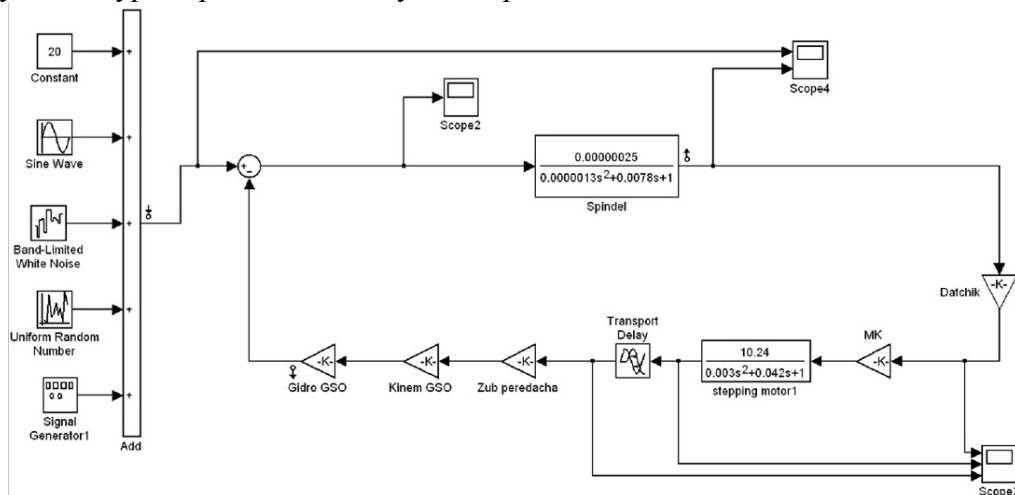 20
Constant
Sine Wave
Band-Limited
White Noise
Uniform Random
Number
Signal
Generator1
+
+
+
+
+
Add
+
-
Scope2
Scope4
0.00000025
0.0000013s²+0.0078s+1
Spindel
Datchik
-K-
MK
-K-
10.24
0.003s²+0.042s+1
stepping motor1
Transport
Delay
-K-
Zub peredacha
-K-
Kinem GSO
-K-
Gidro GSO